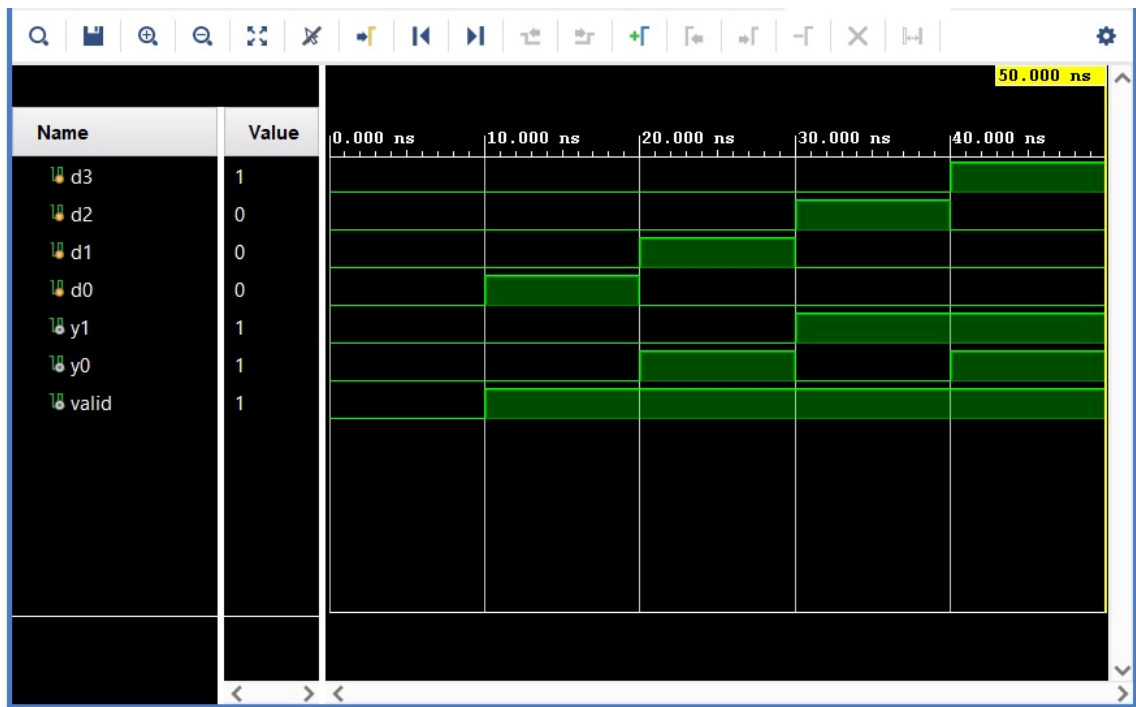 50.000 ns
Name Value 0.000 ns 10.000 ns 20.000 ns 30.000 ns 40.000 ns
d3 1
d2 0
d1 0
d0 0
y1 1
y0 1
valid 1